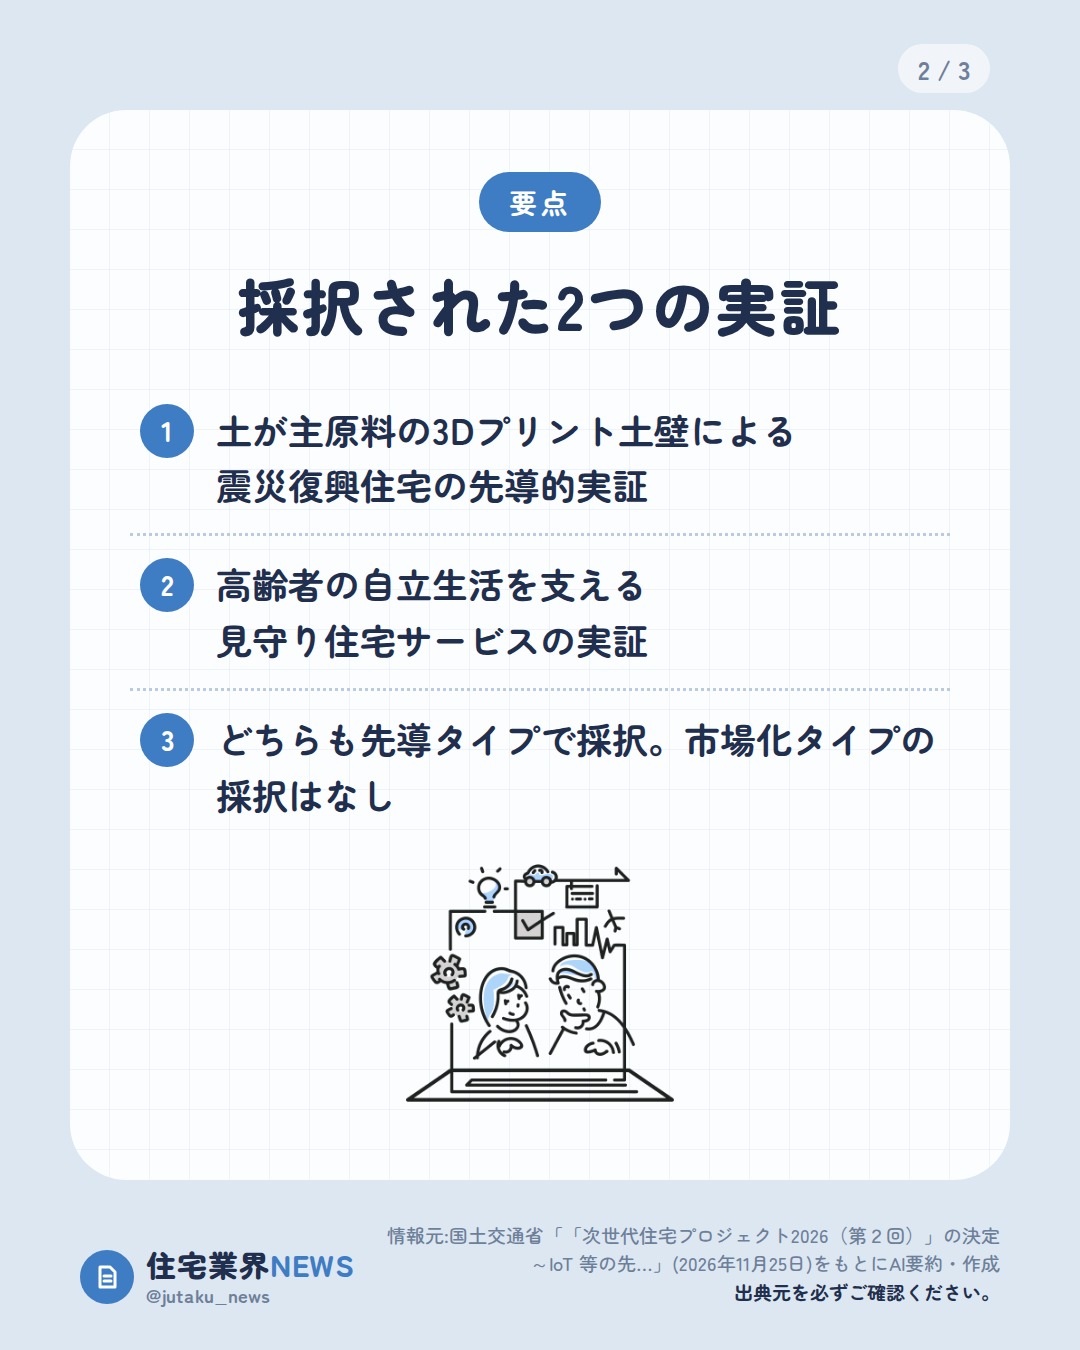 2 / 3
要点
採択された2つの実証
1
土が主原料の3Dプリント土壁による
震災復興住宅の先導的実証
2
高齢者の自立生活を支える
見守り住宅サービスの実証
3
どちらも先導タイプで採択。市場化タイプの
採択はなし
情報元:国土交通省「「次世代住宅プロジェクト2026（第２回）」の決定
～IoT 等の先...」(2026年11月25日)をもとにAI要約・作成
出典元を必ずご確認ください。
住宅業界NEWS
@jutaku_news